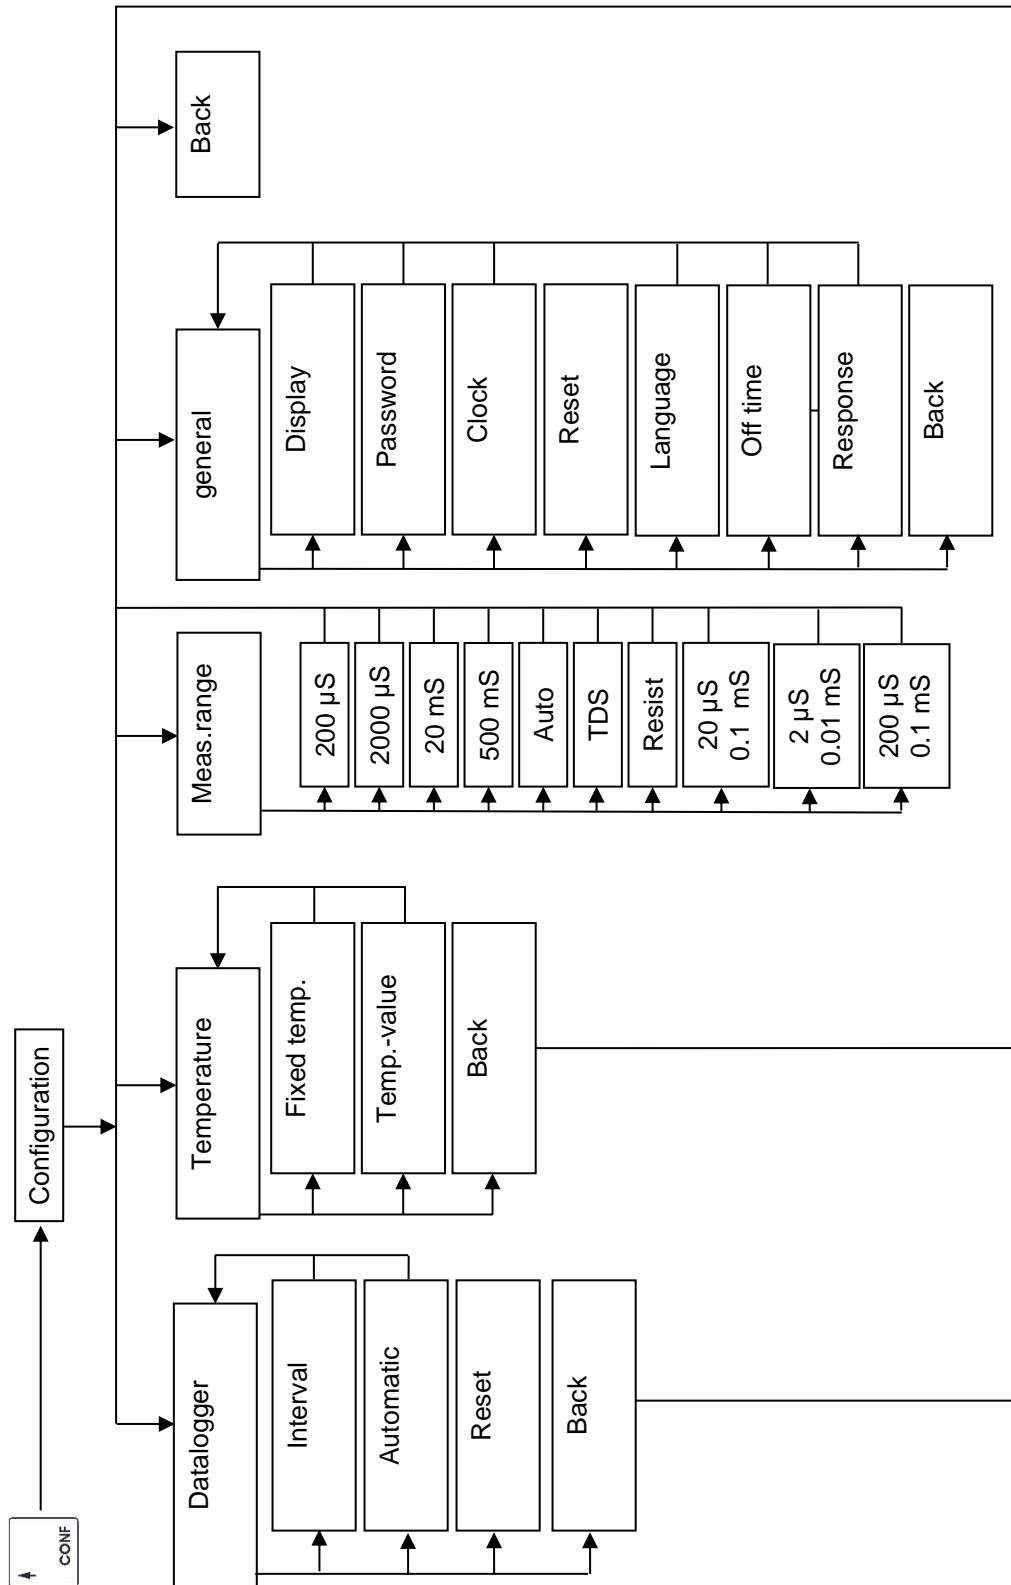 CONF
Configuration
Datalogger
Interval
Automatic
Reset
Back
Temperature
Fixed temp.
Temp.-value
Back
Meas.range
200 µS
2000 µS
20 mS
500 mS
Auto
TDS
Resist
20 µS
0.1 mS
2 µS
0.01 mS
200 µS
0.1 mS
general
Display
Password
Clock
Reset
Language
Off time
Response
Back
Back